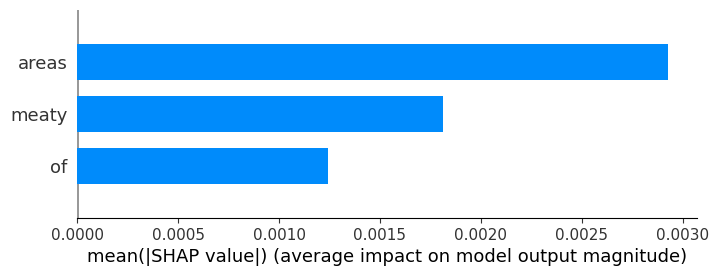 areas
meaty
of
0.0000 0.0005 0.0010 0.0015 0.0020 0.0025 0.0030
mean(|SHAP value|) (average impact on model output magnitude)